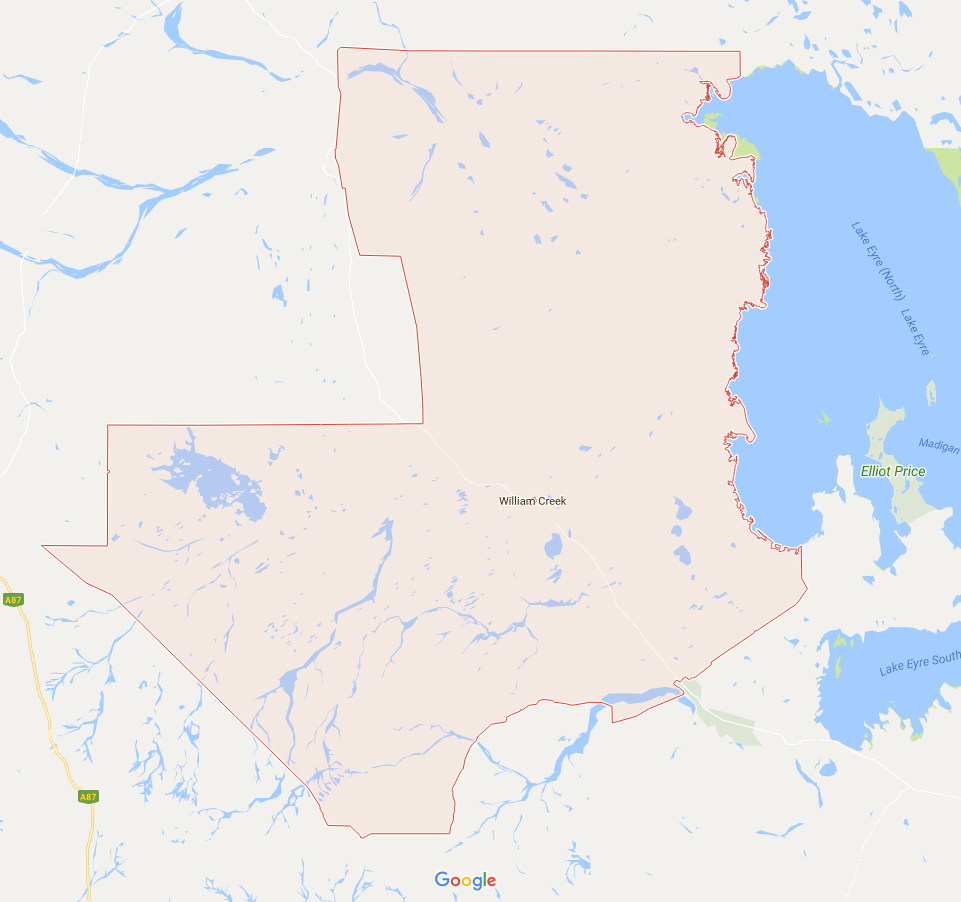 Lake Eyre (North)
Lake Eyre
Madigan
Elliot Price
William Creek
A87
Lake Eyre South
A87
Google